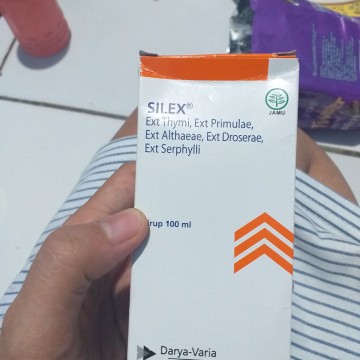 SILEX®
JAMU
Ext Thymi, Ext Primulae,
Ext Althaeae, Ext Droserae,
Ext Serphylli
irup 100 ml
Darya-Varia